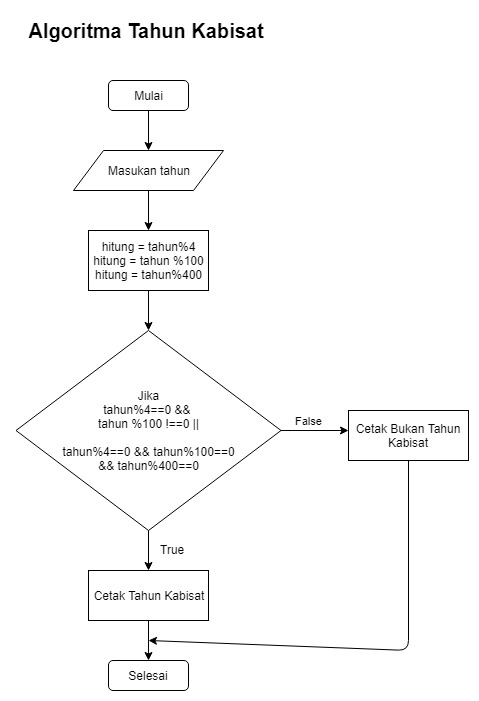 Algoritma Tahun Kabisat
Mulai
Masukan tahun
hitung = tahun%4
hitung = tahun %100
hitung = tahun%400
Jika
tahun%4==0 &&
tahun %100 !==0 ||
tahun%4==0 && tahun%100==0
&& tahun%400==0
False
Cetak Bukan Tahun
Kabisat
True
Cetak Tahun Kabisat
Selesai